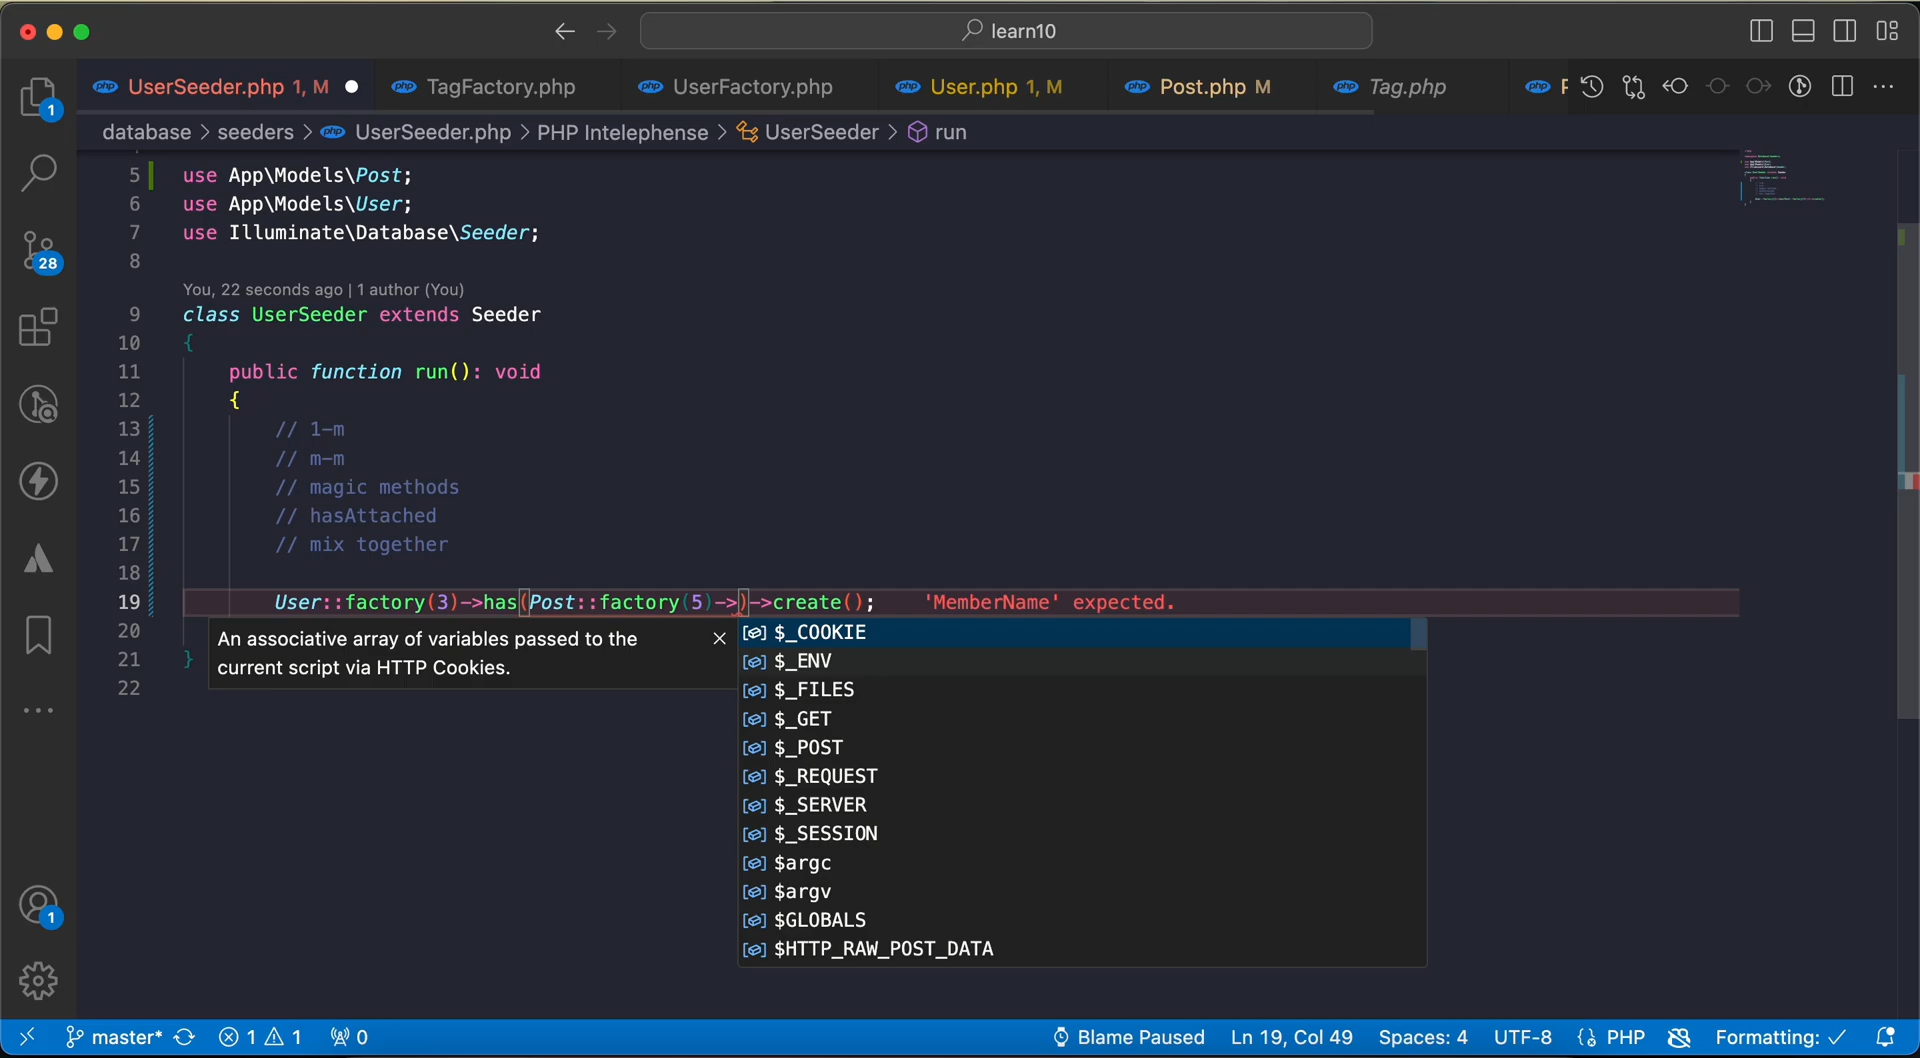 learn10
UserSeeder.php 1, M
TagFactory.php
UserFactory.php
User.php 1, M
Post.php M
Tag.php
database > seeders > UserSeeder.php > PHP Intelephense > UserSeeder > run
5 use App\Models\Post;
6 use App\Models\User;
7 use Illuminate\Database\Seeder;
8
You, 22 seconds ago | 1 author (You)
9 class UserSeeder extends Seeder
10 {
11 public function run(): void
12 {
13 // 1-m
14 // m-m
15 // magic methods
16 // hasAttached
17 // mix together
18
19 User::factory(3)->has(Post::factory(5)->)->create(); 'MemberName' expected.
20
21 }
22
An associative array of variables passed to the
current script via HTTP Cookies.
$_COOKIE
$_ENV
$_FILES
$_GET
$_POST
$_REQUEST
$_SERVER
$_SESSION
$argc
$argv
$GLOBALS
$HTTP_RAW_POST_DATA
1
28
1
master* 1 1 0 Blame Paused Ln 19, Col 49 Spaces: 4 UTF-8 PHP Formatting: ✓